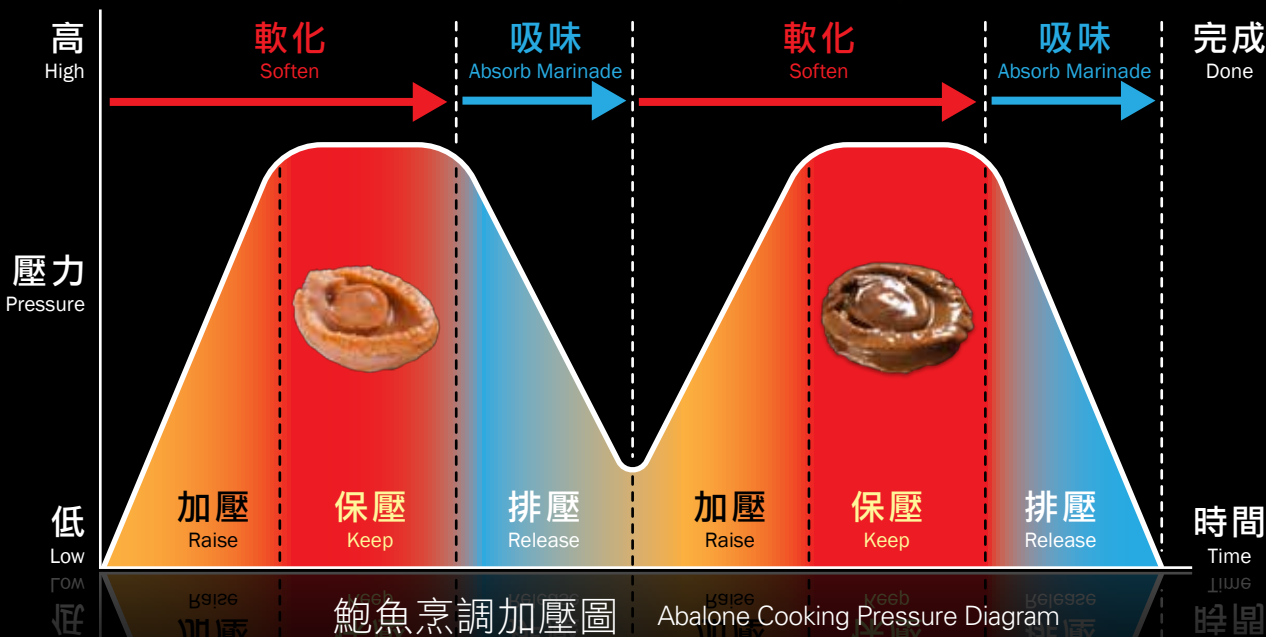 高
High
軟化
Soften
吸味
Absorb Marinade
軟化
Soften
吸味
Absorb Marinade
完成
Done
壓力
Pressure
低
Low
加壓
Raise
保壓
Keep
排壓
Release
加壓
Raise
保壓
Keep
排壓
Release
時間
Time
鮑魚烹調加壓圖 Abalone Cooking Pressure Diagram